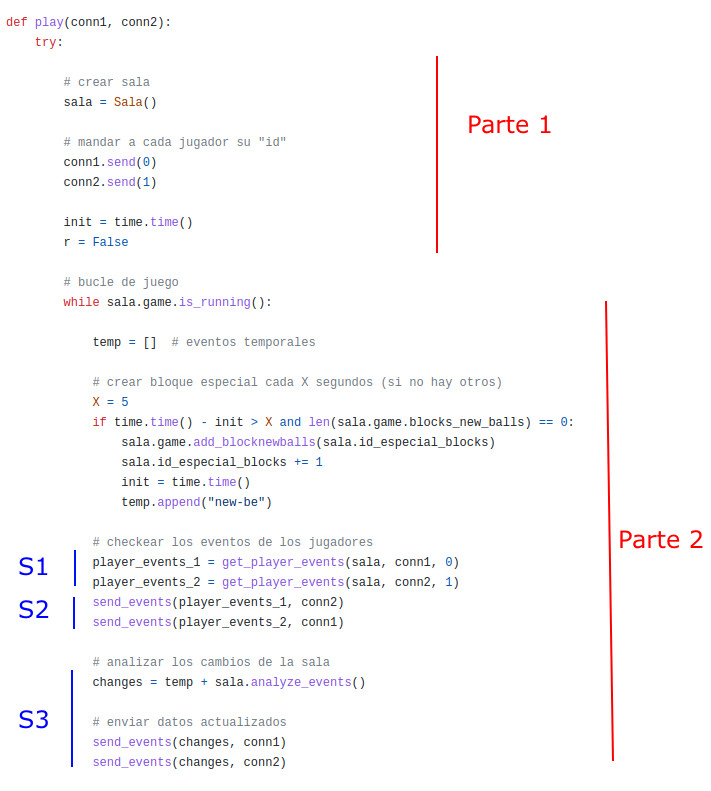 def play(conn1, conn2):
    try:
        # crear sala
        sala = Sala()
        # mandar a cada jugador su "id"
        conn1.send(0)
        conn2.send(1)
        init = time.time()
        r = False
Parte 1
        # bucle de juego
        while sala.game.is_running():
            temp = []  # eventos temporales
            # crear bloque especial cada X segundos (si no hay otros)
            X = 5
            if time.time() - init > X and len(sala.game.blocks_new_balls) == 0:
                sala.game.add_blocknewballs(sala.id_especial_blocks)
                sala.id_especial_blocks += 1
                init = time.time()
                temp.append("new-be")
            # checkear los eventos de los jugadores
            player_events_1 = get_player_events(sala, conn1, 0)
            player_events_2 = get_player_events(sala, conn2, 1)
S1
            send_events(player_events_1, conn2)
            send_events(player_events_2, conn1)
S2
            # analizar los cambios de la sala
            changes = temp + sala.analyze_events()
            # enviar datos actualizados
            send_events(changes, conn1)
            send_events(changes, conn2)
S3
Parte 2